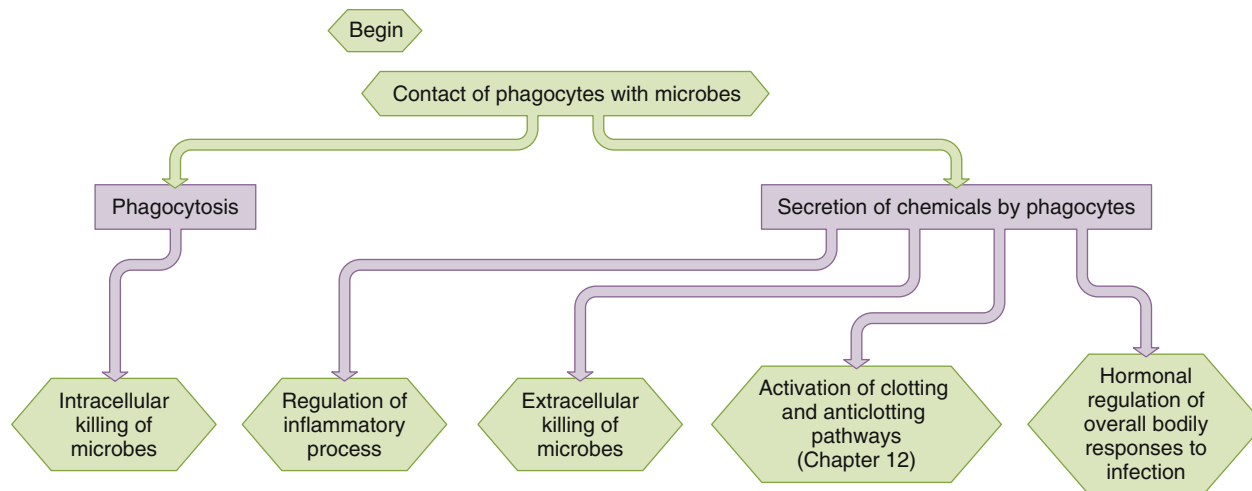 Begin
Contact of phagocytes with microbes
Phagocytosis
Secretion of chemicals by phagocytes
Intracellular
killing of
microbes
Regulation of
inflammatory
process
Extracellular
killing of
microbes
Activation of clotting
and anticlotting
pathways
(Chapter 12)
Hormonal
regulation of
overall bodily
responses to
infection